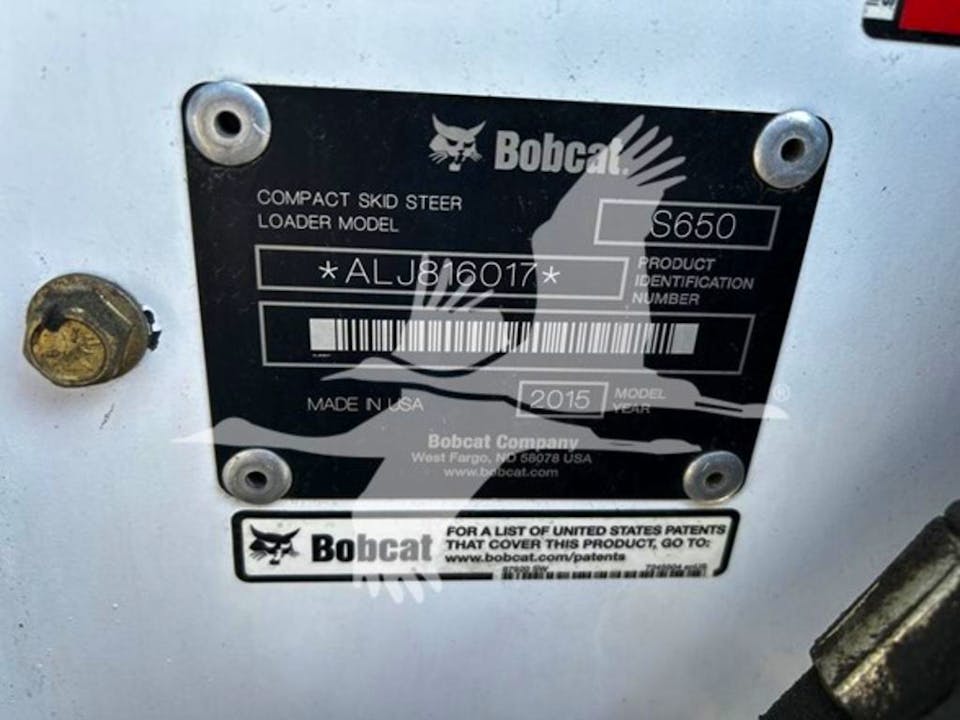 Bobcat.
COMPACT SKID STEER
LOADER MODEL
S650
*ALJ816017*
PRODUCT
IDENTIFICATION
NUMBER
MADE IN USA
2015
MODEL
YEAR
Bobcat Company
West Fargo, ND 58078 USA
www.bobcat.com
®
Bobcat
FOR A LIST OF UNITED STATES PATENTS
THAT COVER THIS PRODUCT, GO TO:
www.bobcat.com/patents